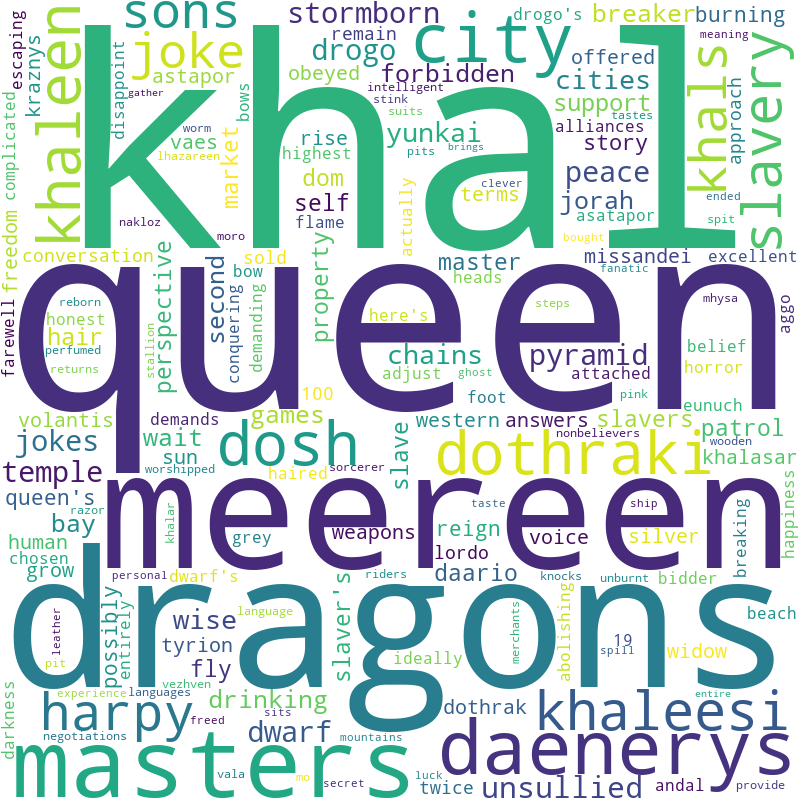 khal
queen
dragons
meereen
masters
daenerys
dothraki
khaleesi
khaleen
khals
slavery
city
sons
joke
dosh
harpy
unsullied
stormborn
drogo
breaker
burning
drogo's
remain
meaning
escaping
kraznys
astapor
obeyed
forbidden
offered
cities
support
intelligent
stink
suits
tastes
gather
disappoint
complicated
bows
worm
lhazareen
vaes
market
rise
highest
yunkai
pits
brings
alliances
story
approach
ended
spit
dom
self
flame
terms
clever
peace
jorah
asatapor
bought
fanatic
excellent
freedom
nakloz
moro
conversation
sold
bow
actually
master
heads
missandei
farewell
reborn
honest
hair
perfumed
returns
stallion
perspective
second
conquering
demanding
property
here's
steps
mhysa
aggo
chains
adjust
ghost
pyramid
attached
pink
belief
horror
100
foot
volantis
demands
games
western
answers
slavers
eunuch
patrol
jokes
wait
sun
worshipped
haired
sorcerer
slave
nonbelievers
wooden
khalasar
temple
queen's
razor
bay
khalar
grey
weapons
taste
reign
voice
ship
silver
happiness
human
chosen
grow
personal
dwarf's
lordo
daario
riders
knocks
unburnt
bidder
breaking
beach
possibly
entirely
wise
tyrion
fly
language
slaver's
ideally
merchants
abolishing
19
spill
widow
leather
pit
experience
languages
vezhven
drinking
dothrak
entire
darkness
negotiations
freed
sits
dwarf
mountains
vala
mo
secret
luck
twice
andal
provide